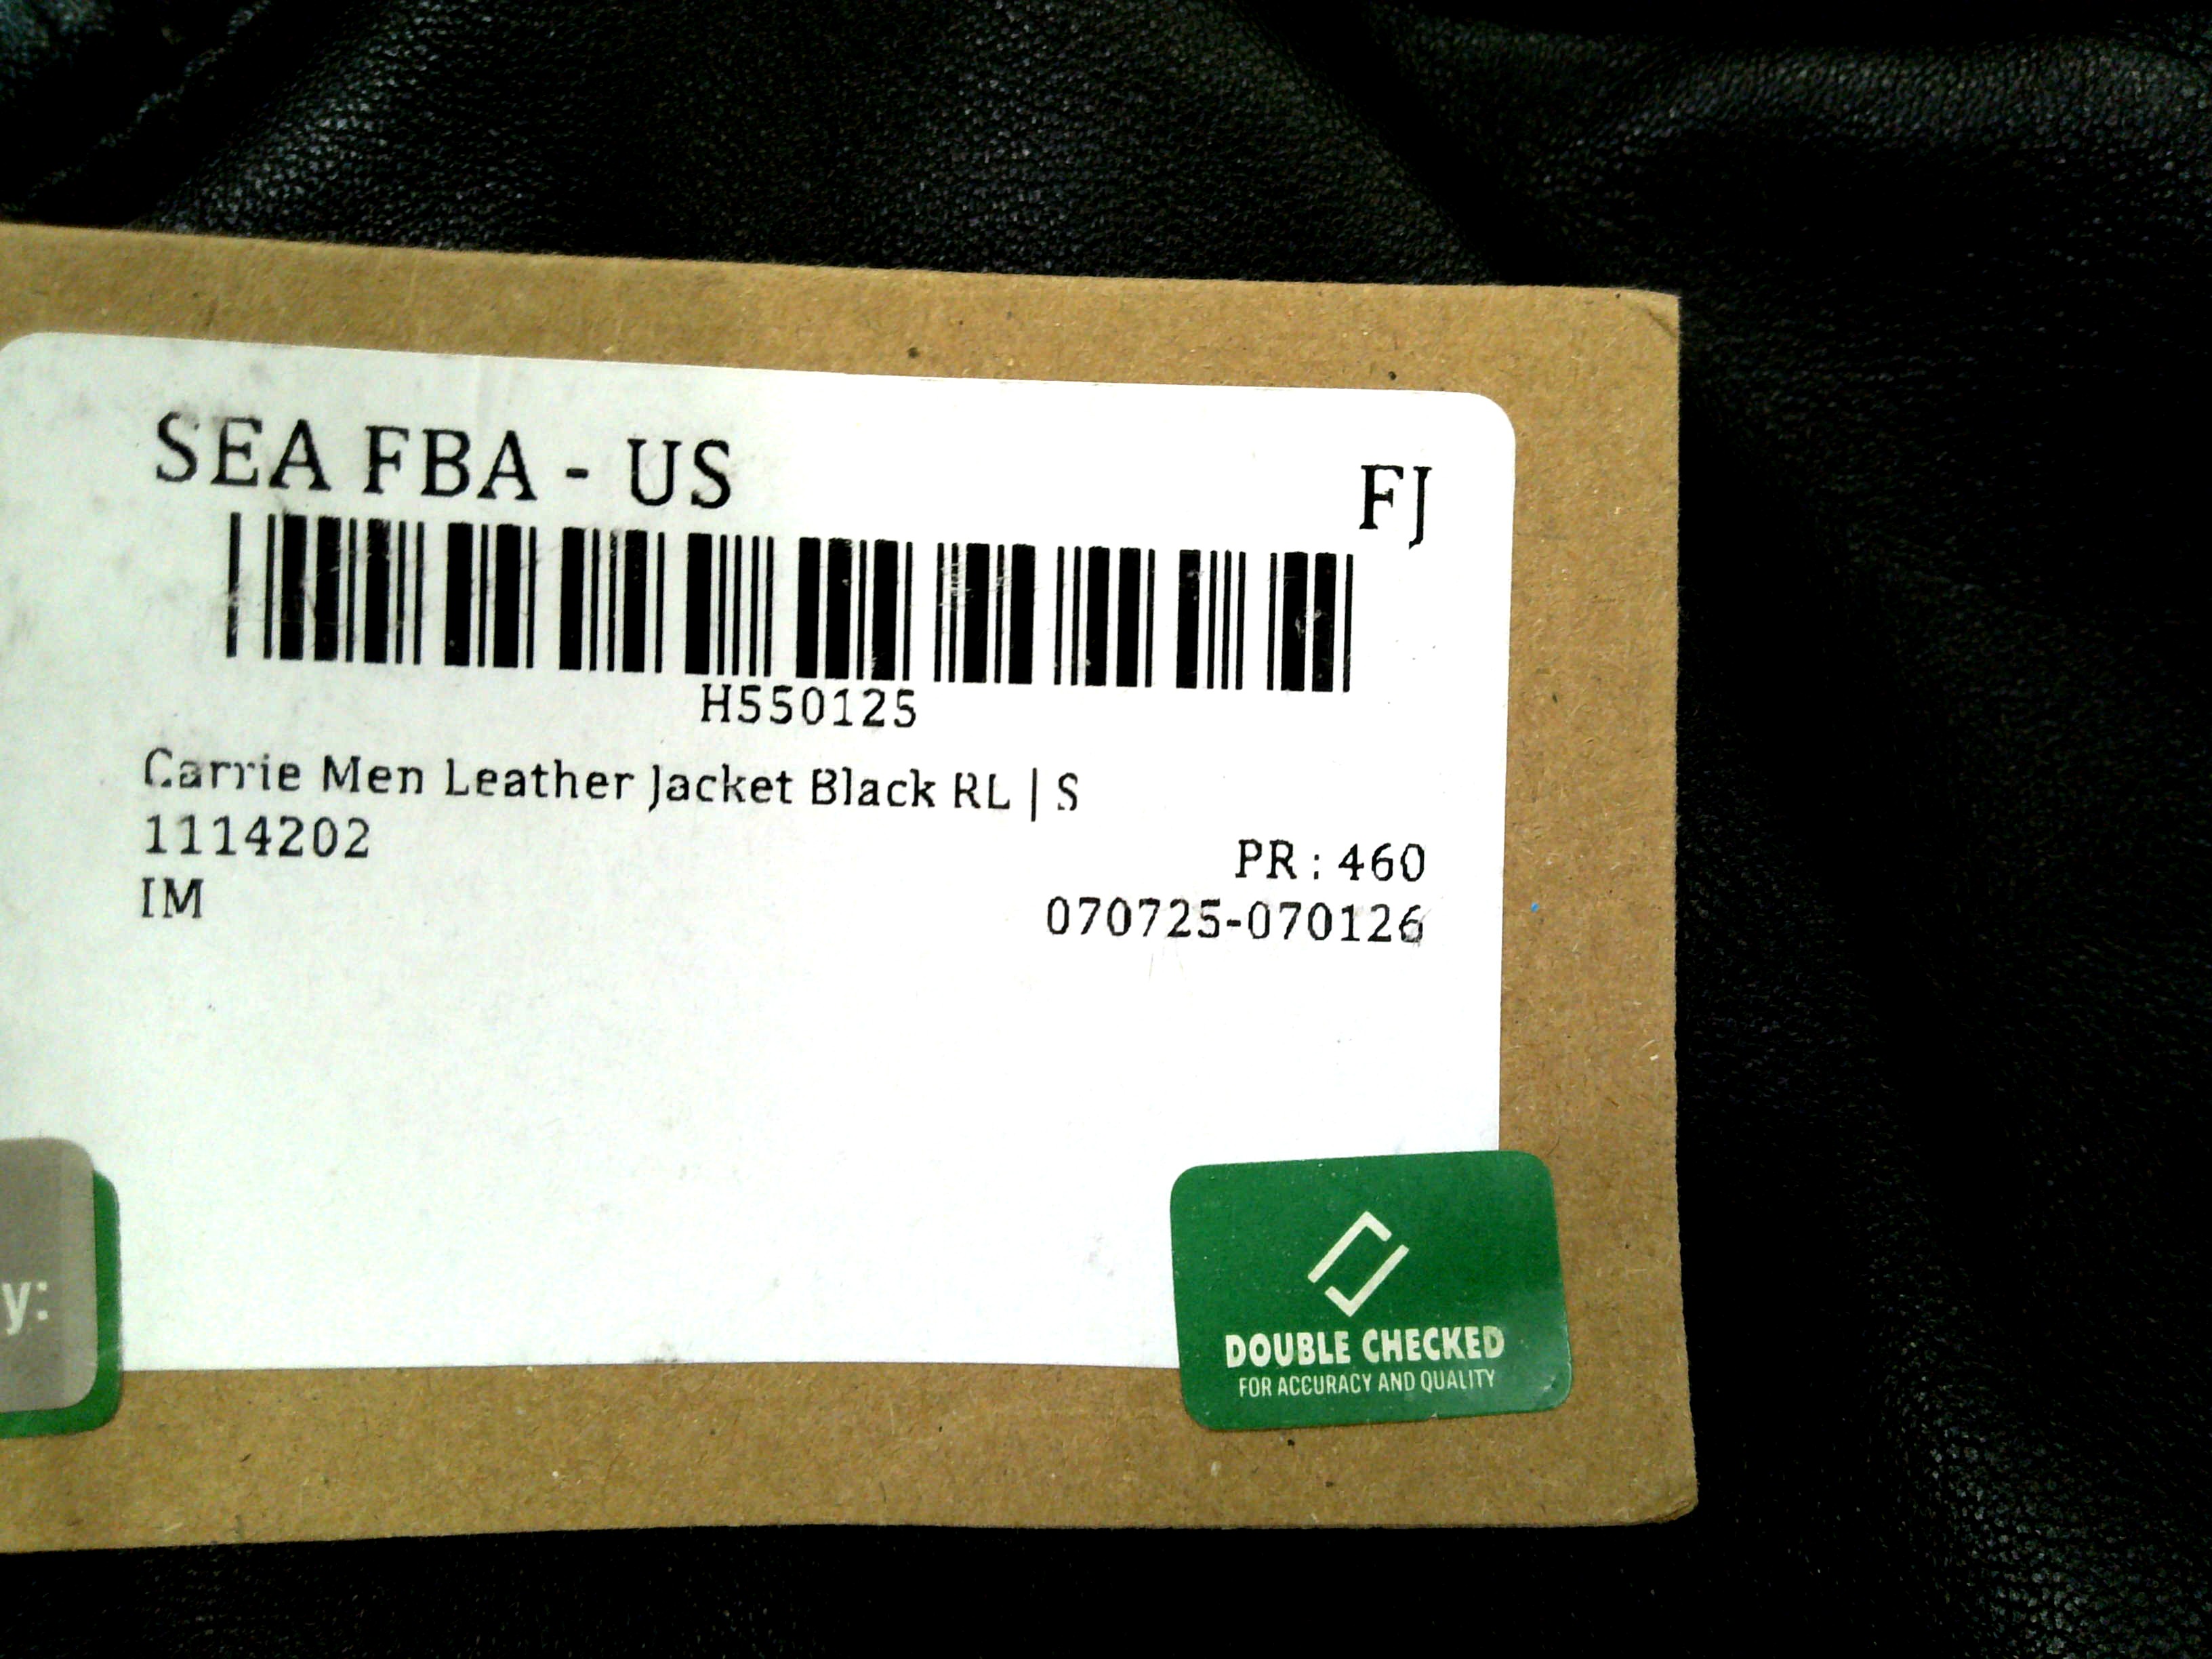 SEA FBA - US
FJ
H550125
Carrie Men Leather Jacket Black RL | S
1114202
PR : 460
IM
070725-070126
y:
DOUBLE CHECKED
FOR ACCURACY AND QUALITY